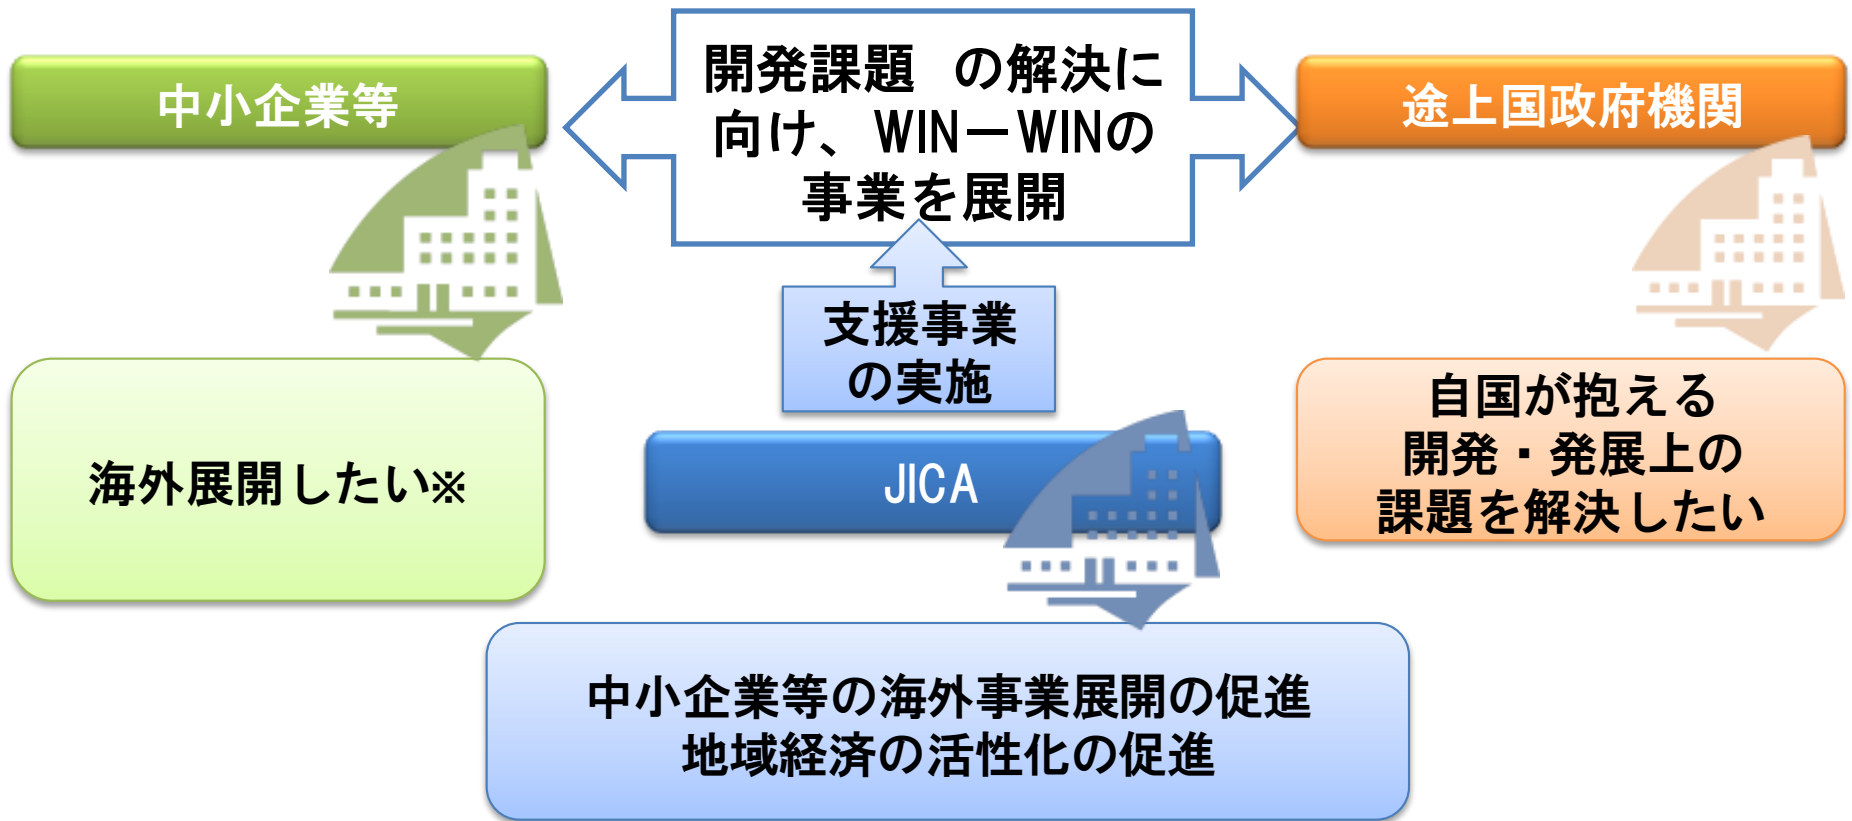 中小企業等
開発課題　の解決に
向け、WIN－WINの
事業を展開
途上国政府機関
支援事業
の実施
海外展開したい※
JICA
自国が抱える
開発・発展上の
課題を解決したい
中小企業等の海外事業展開の促進
地域経済の活性化の促進